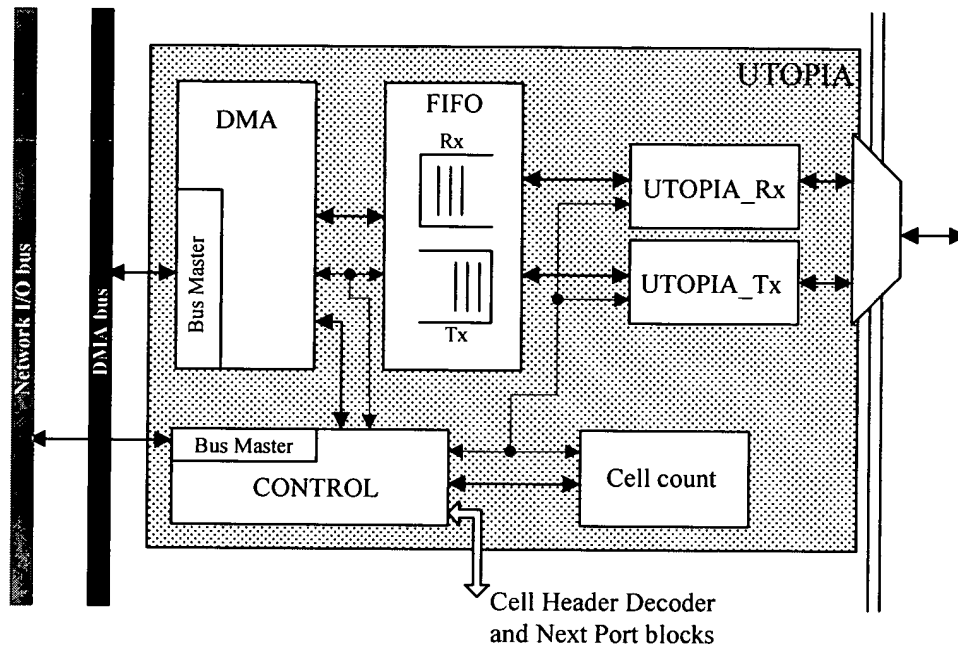 Network I/O bus
DMA bus
UTOPIA
DMA
Bus Master
FIFO
Rx
Tx
UTOPIA_Rx
UTOPIA_Tx
Bus Master
CONTROL
Cell count
Cell Header Decoder
and Next Port blocks